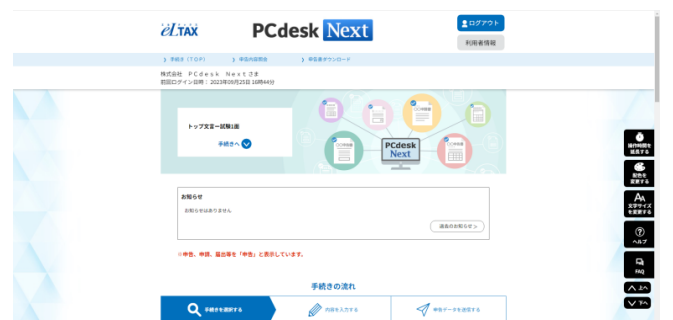 eLTAX
PCdesk Next
ログアウト
利用者情報
手続き(TOP)
申告内容照会
申告書ダウンロード
株式会社 PCdesk Nextさま
前回ログイン日時: 2023年09月25日 16時44分
トップ文言ー試験1面
手続きへ
PCdesk
Next
お知らせ
お知らせはありません
過去のお知らせ
※申告、申請、届出等を「申告」と表示しています。
手続きの流れ
手続きを選択する
内容を入力する
申告データを送信する
操作時間を
延長する
配色を
変更する
文字サイズ
を変更する
ヘルプ
FAQ
上へ
下へ